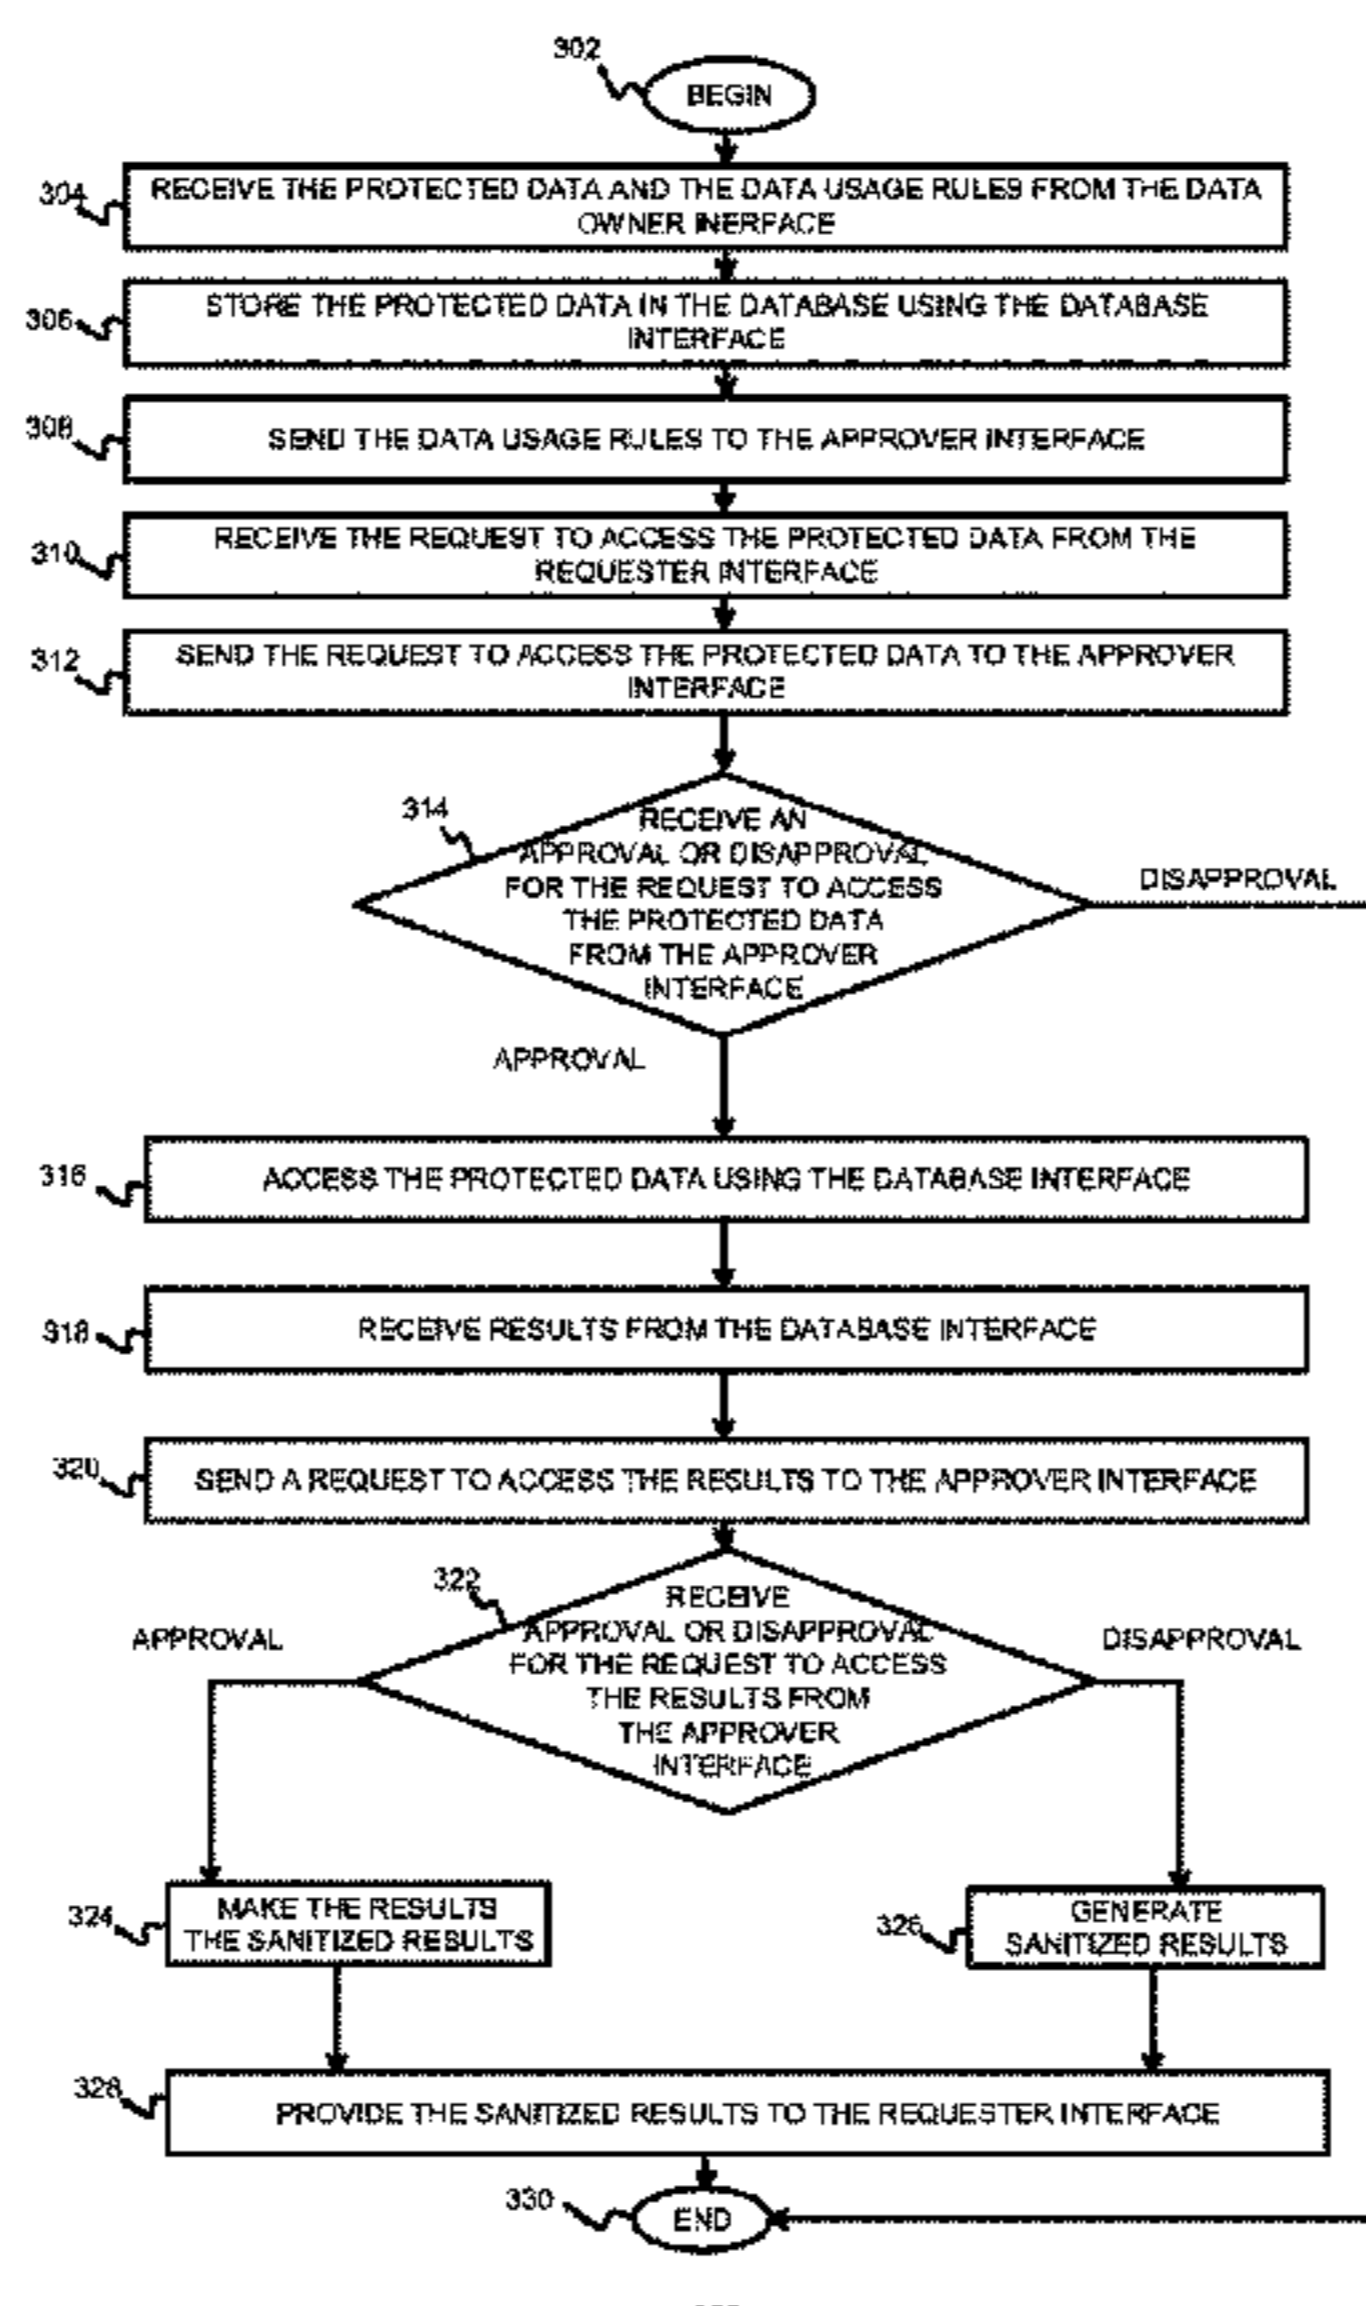 302
BEGIN
304
RECEIVE THE PROTECTED DATA AND THE DATA USAGE RULES FROM THE DATA
OWNER INERFACE
306
STORE THE PROTECTED DATA IN THE DATABASE USING THE DATABASE
INTERFACE
308
SEND THE DATA USAGE RULES TO THE APPROVER INTERFACE
310
RECEIVE THE REQUEST TO ACCESS THE PROTECTED DATA FROM THE
REQUESTER INTERFACE
312
SEND THE REQUEST TO ACCESS THE PROTECTED DATA TO THE APPROVER
INTERFACE
314
RECEIVE AN
APPROVAL OR DISAPPROVAL
FOR THE REQUEST TO ACCESS
THE PROTECTED DATA
FROM THE APPROVER
INTERFACE
DISAPPROVAL
APPROVAL
316
ACCESS THE PROTECTED DATA USING THE DATABASE INTERFACE
318
RECEIVE RESULTS FROM THE DATABASE INTERFACE
320
SEND A REQUEST TO ACCESS THE RESULTS TO THE APPROVER INTERFACE
322
RECEIVE
APPROVAL OR DISAPPROVAL
FOR THE REQUEST TO ACCESS
THE RESULTS FROM
THE APPROVER
INTERFACE
APPROVAL
DISAPPROVAL
324
MAKE THE RESULTS
THE SANITIZED RESULTS
326
GENERATE
SANITIZED RESULTS
328
PROVIDE THE SANITIZED RESULTS TO THE REQUESTER INTERFACE
330
END